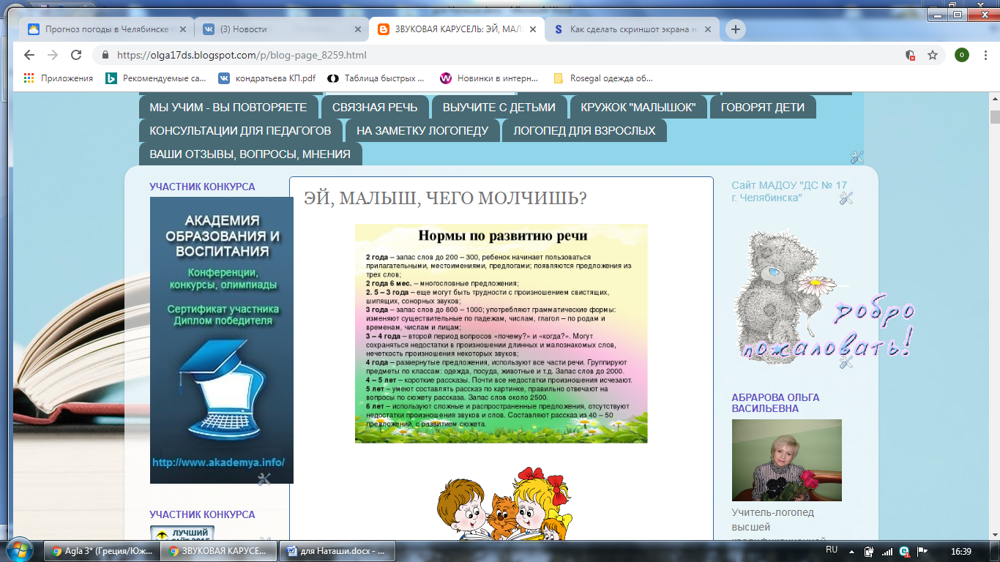 Прогноз погоды в Челябинске
(3) Новости
ЗВУКОВАЯ КАРУСЕЛЬ: ЭЙ, МАЛ
Как сделать скриншот экрана н
https://olga17ds.blogspot.com/p/blog-page_8259.html
Приложения
Рекомендуемые са...
кондратьева КП.pdf
Таблица быстрых ...
Новинки в интерн...
Rosegal одежда об...
МЫ УЧИМ - ВЫ ПОВТОРЯЕТЕ
СВЯЗНАЯ РЕЧЬ
ВЫУЧИТЕ С ДЕТЬМИ
КРУЖОК "МАЛЫШОК"
ГОВОРЯТ ДЕТИ
КОНСУЛЬТАЦИИ ДЛЯ ПЕДАГОГОВ
НА ЗАМЕТКУ ЛОГОПЕДУ
ЛОГОПЕД ДЛЯ ВЗРОСЛЫХ
ВАШИ ОТЗЫВЫ, ВОПРОСЫ, МНЕНИЯ
УЧАСТНИК КОНКУРСА
АКАДЕМИЯ
ОБРАЗОВАНИЯ И
ВОСПИТАНИЯ
Конференции,
конкурсы, олимпиады
Сертификат участника
Диплом победителя
http://www.akademya.info/
УЧАСТНИК КОНКУРСА
ЛУЧШИЙ
ЭЙ, МАЛЫШ, ЧЕГО МОЛЧИШЬ?
Нормы по развитию речи
2 года – запас слов до 200 – 300, ребенок начинает пользоваться
прилагательными, местоимениями, предлогами; появляются предложения из
трех слов;
2 года 6 мес. – многословные предложения;
2. 5 – 3 года – еще могут быть трудности с произношением свистящих,
шипящих, сонорных звуков;
3 года – запас слов до 800 – 1000; употребляют грамматические формы:
изменяют существительные по падежам, числам, глагол – по родам и
временам, числам и лицам;
3 – 4 года – второй период вопросов «почему?» и «когда?». Могут
сохраняться недостатки в произношении длинных и малознакомых слов,
нечеткость произношения некоторых звуков;
4 года – развернутые предложения, используют все части речи. Группируют
предметы по классам: одежда, посуда, животные и т.д. Запас слов до 2000.
4 – 5 лет – короткие рассказы. Почти все недостатки произношения исчезают.
5 лет – умеют составлять рассказ по картинке, правильно отвечают на
вопросы по сюжету рассказа. Запас слов около 2500.
6 лет – используют сложные и распространенные предложения, отсутствуют
недостатки произношения звуков и слов. Составляют рассказ из 40 – 50
предложений, с развитием сюжета.
Сайт МАДОУ "ДС № 17
г. Челябинска"
добро
пожаловать!
АБРАРОВА ОЛЬГА
ВАСИЛЬЕВНА
Учитель-логопед
высшей
Agla 3* (Греция/Юж...
ЗВУКОВАЯ КАРУСЕ...
для Наташи.docx - ...
RU
16:39